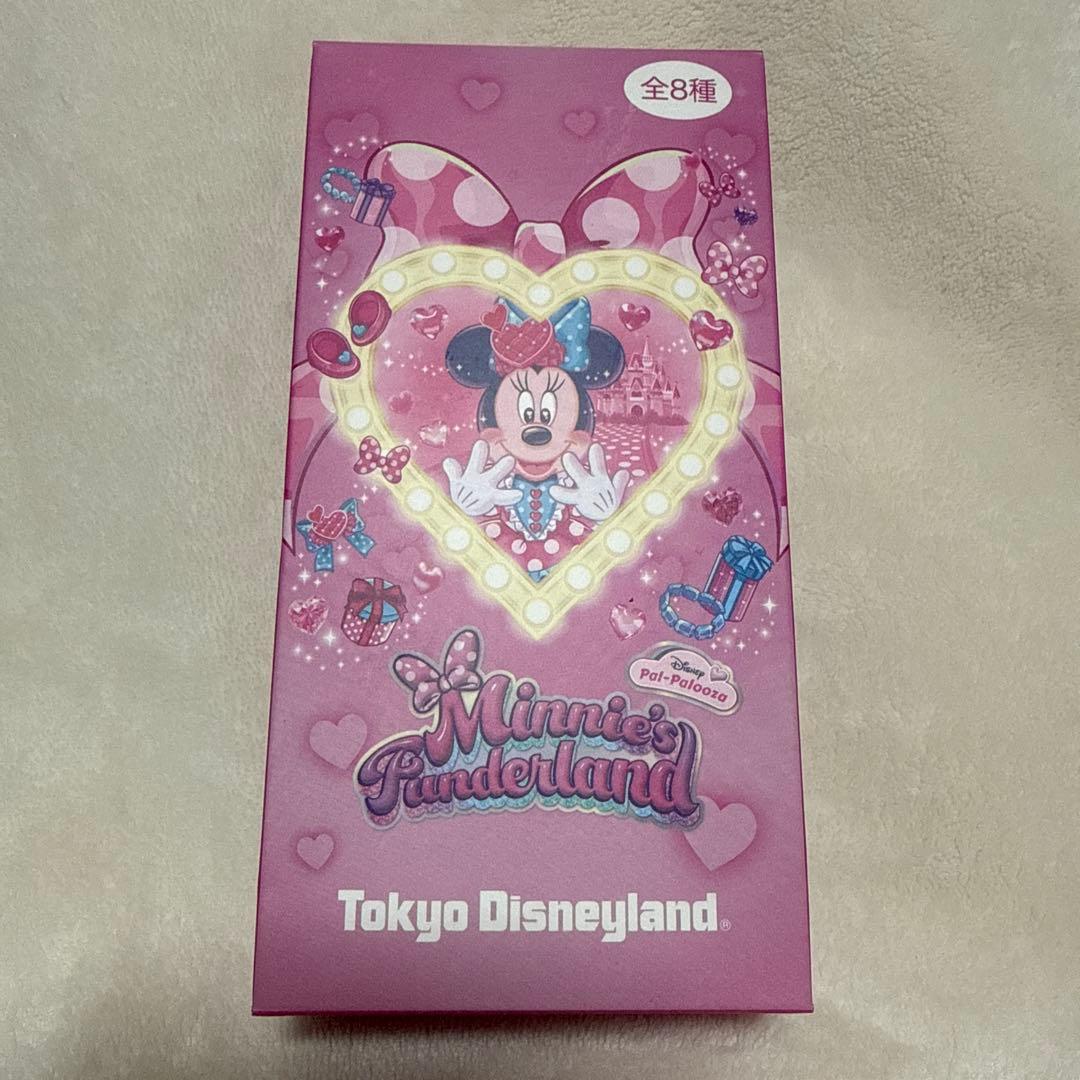 全8種
Disney
Pal-Palooza
Minnie's
Funderland
Tokyo Disneyland®